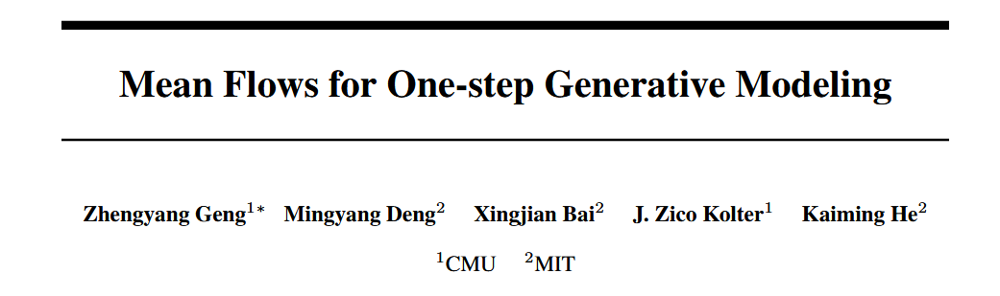 Mean Flows for One-step Generative Modeling
Zhengyang Geng¹* Mingyang Deng² Xingjian Bai² J. Zico Kolter¹ Kaiming He²
¹CMU ²MIT